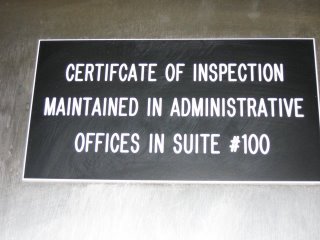 CERTIFCATE OF INSPECTION
MAINTAINED IN ADMINISTRATIVE
OFFICES IN SUITE #100